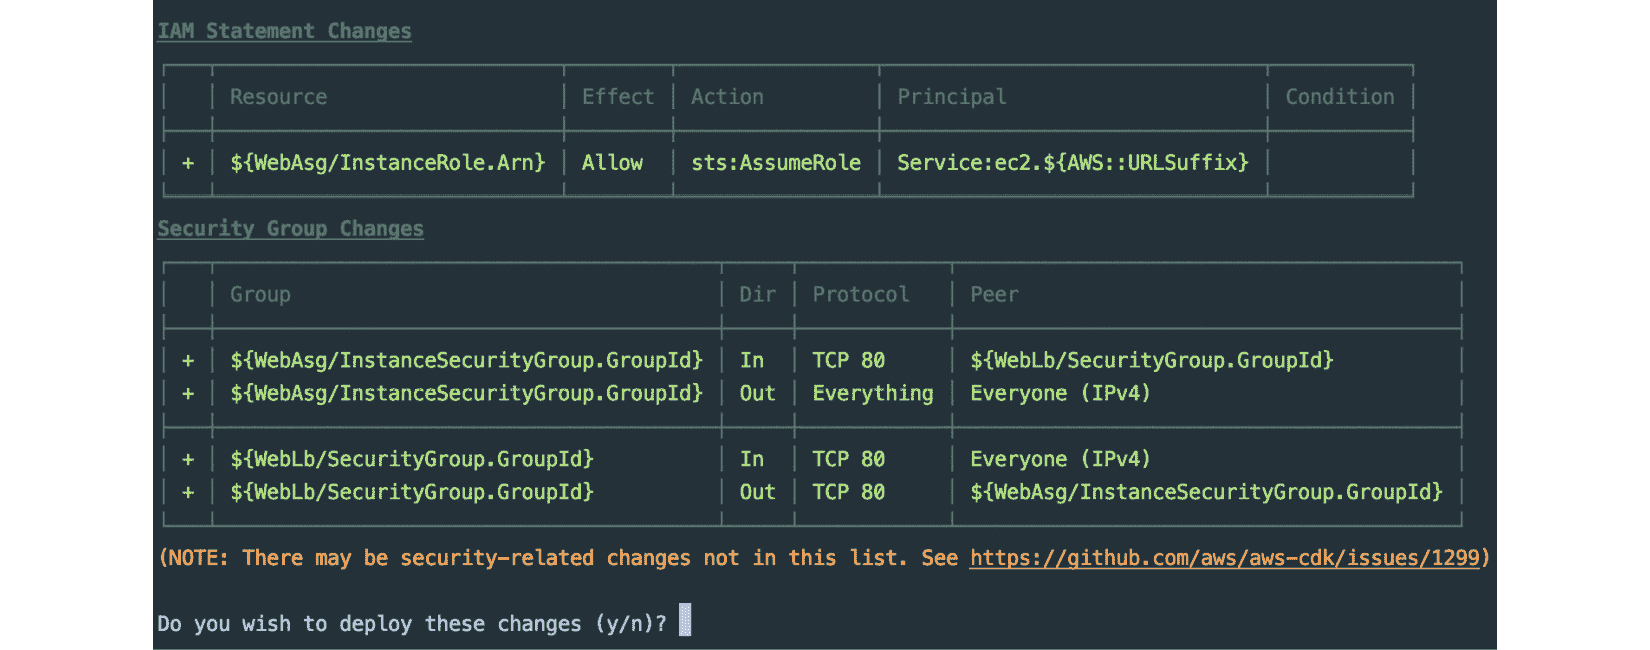 IAM Statement Changes
Resource Effect Action Principal Condition
+ ${WebAsg/InstanceRole.Arn} Allow sts:AssumeRole Service:ec2.${AWS::URLSuffix}
Security Group Changes
Group Dir Protocol Peer
+ ${WebAsg/InstanceSecurityGroup.GroupId} In TCP 80 ${WebLb/SecurityGroup.GroupId}
+ ${WebAsg/InstanceSecurityGroup.GroupId} Out Everything Everyone (IPv4)
+ ${WebLb/SecurityGroup.GroupId} In TCP 80 Everyone (IPv4)
+ ${WebLb/SecurityGroup.GroupId} Out TCP 80 ${WebAsg/InstanceSecurityGroup.GroupId}
(NOTE: There may be security-related changes not in this list. See https://github.com/aws/aws-cdk/issues/1299)
Do you wish to deploy these changes (y/n)?